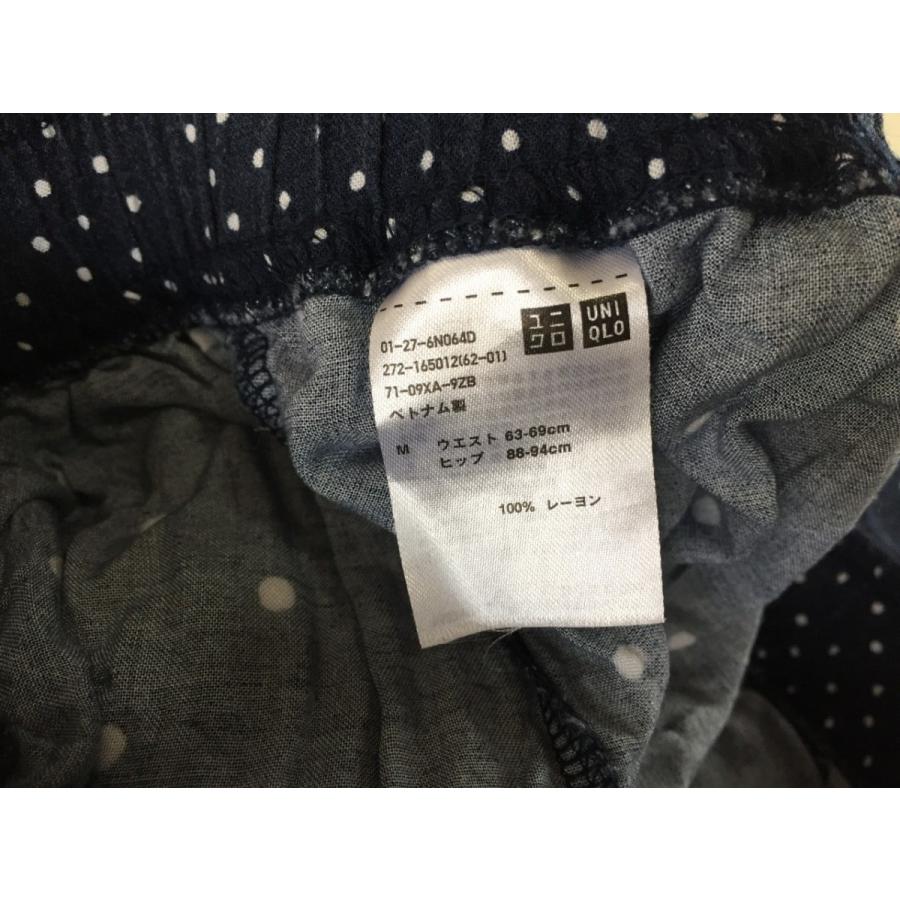 ユニ
クロ
UNI
QLO
01-27-6N064D
272-165012(62-01)
71-09XA-9ZB
ベトナム製
M ウエスト 63-69cm
ヒップ 88-94cm
100% レーヨン